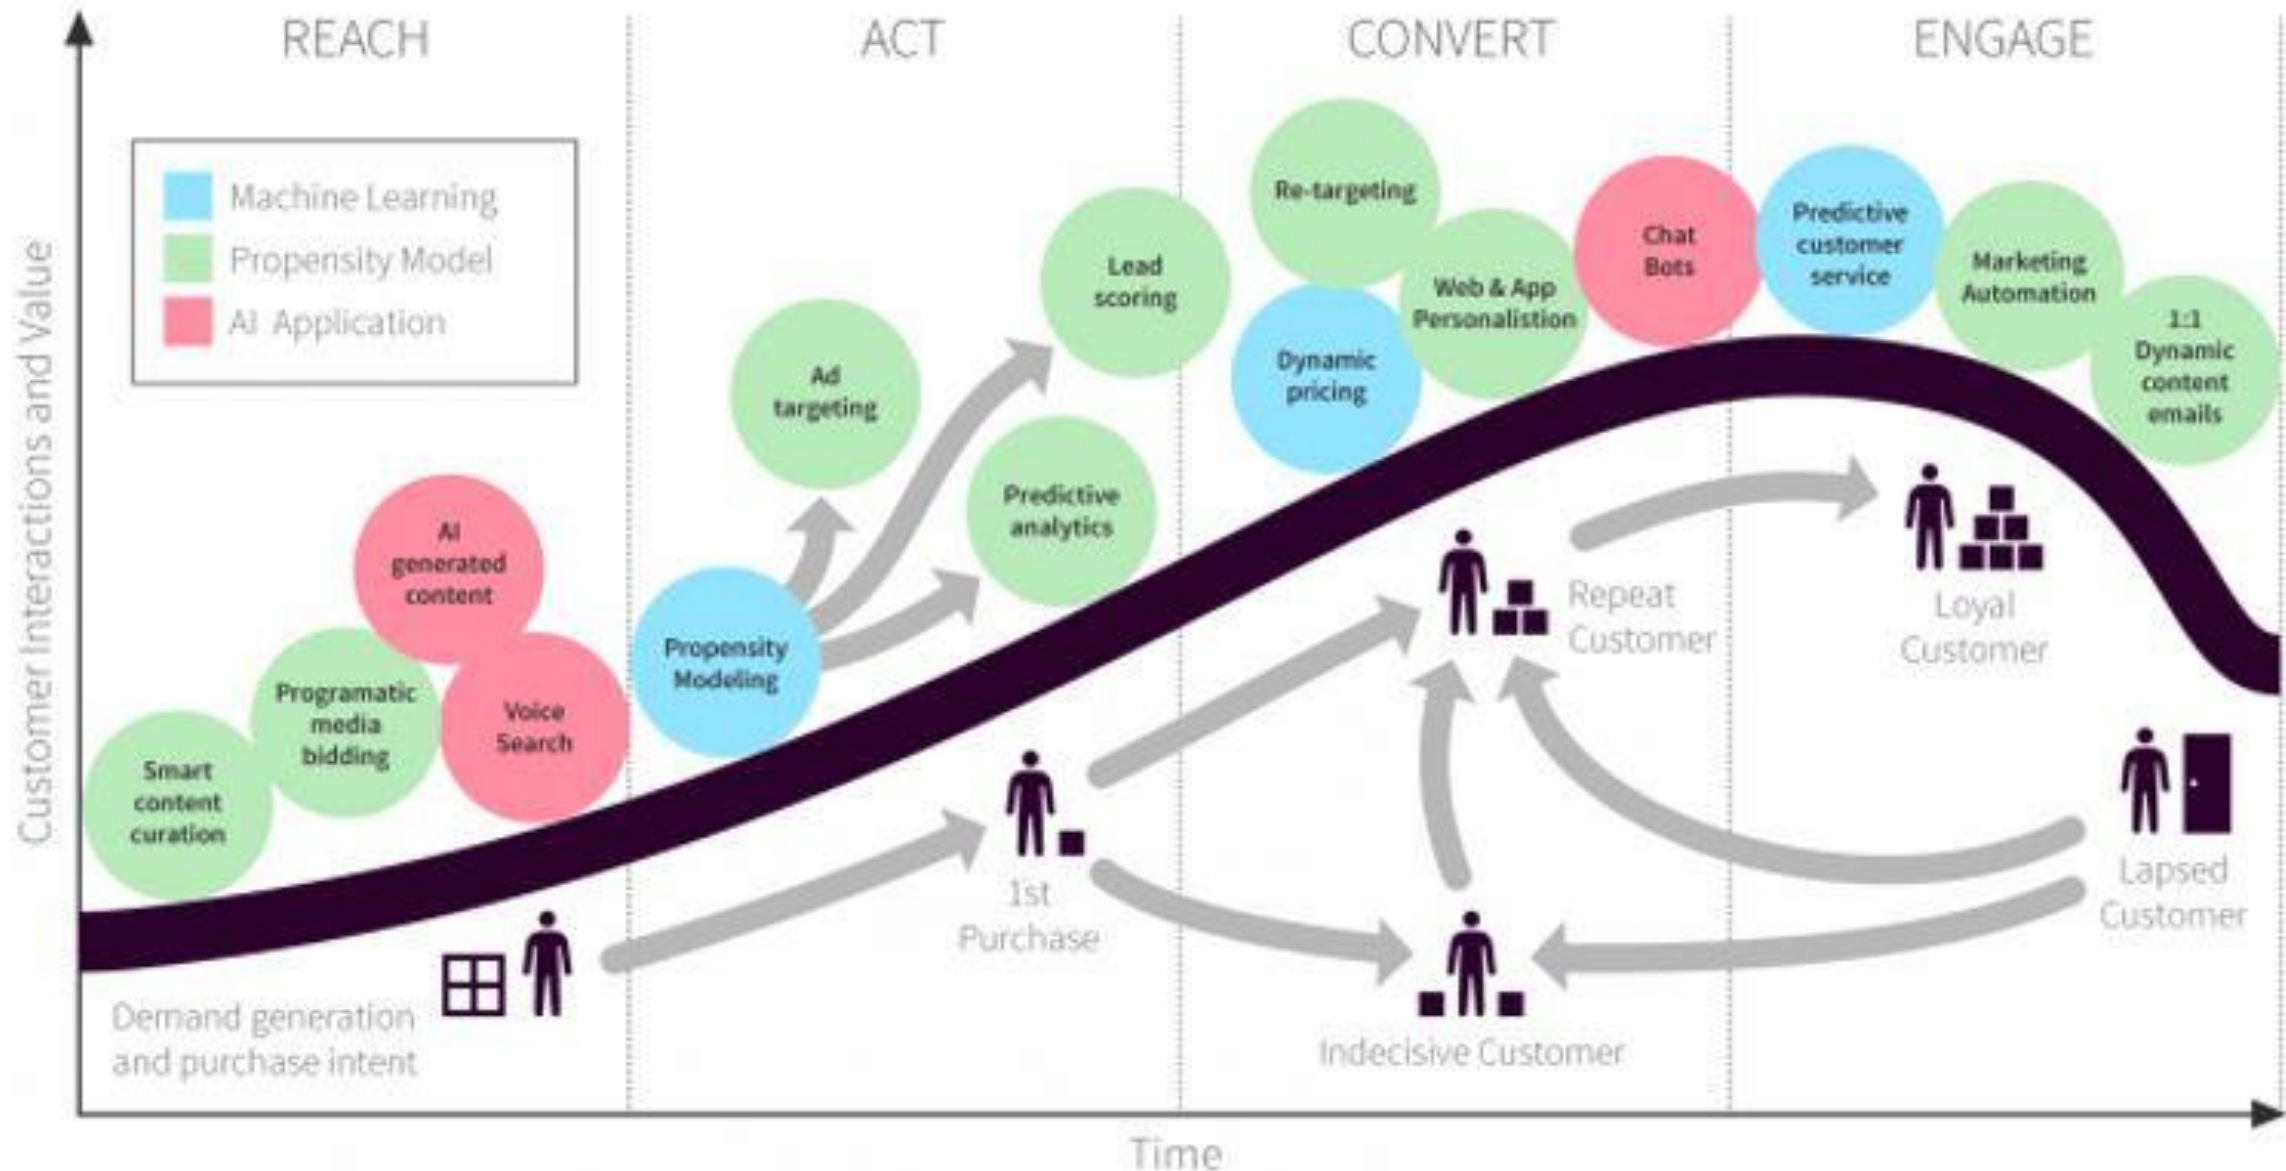 REACH
ACT
CONVERT
ENGAGE
Machine Learning
Propensity Model
AI Application
Customer Interactions and Value
Smart
content
curation
Programatic
media
bidding
AI
generated
content
Voice
Search
Propensity
Modeling
Ad
targeting
Lead
scoring
Predictive
analytics
Re-targeting
Dynamic
pricing
Web & App
Personalistion
Chat
Bots
Predictive
customer
service
Marketing
Automation
1:1
Dynamic
content
emails
Demand generation
and purchase intent
1st
Purchase
Repeat
Customer
Indecisive Customer
Loyal
Customer
Lapsed
Customer
Time